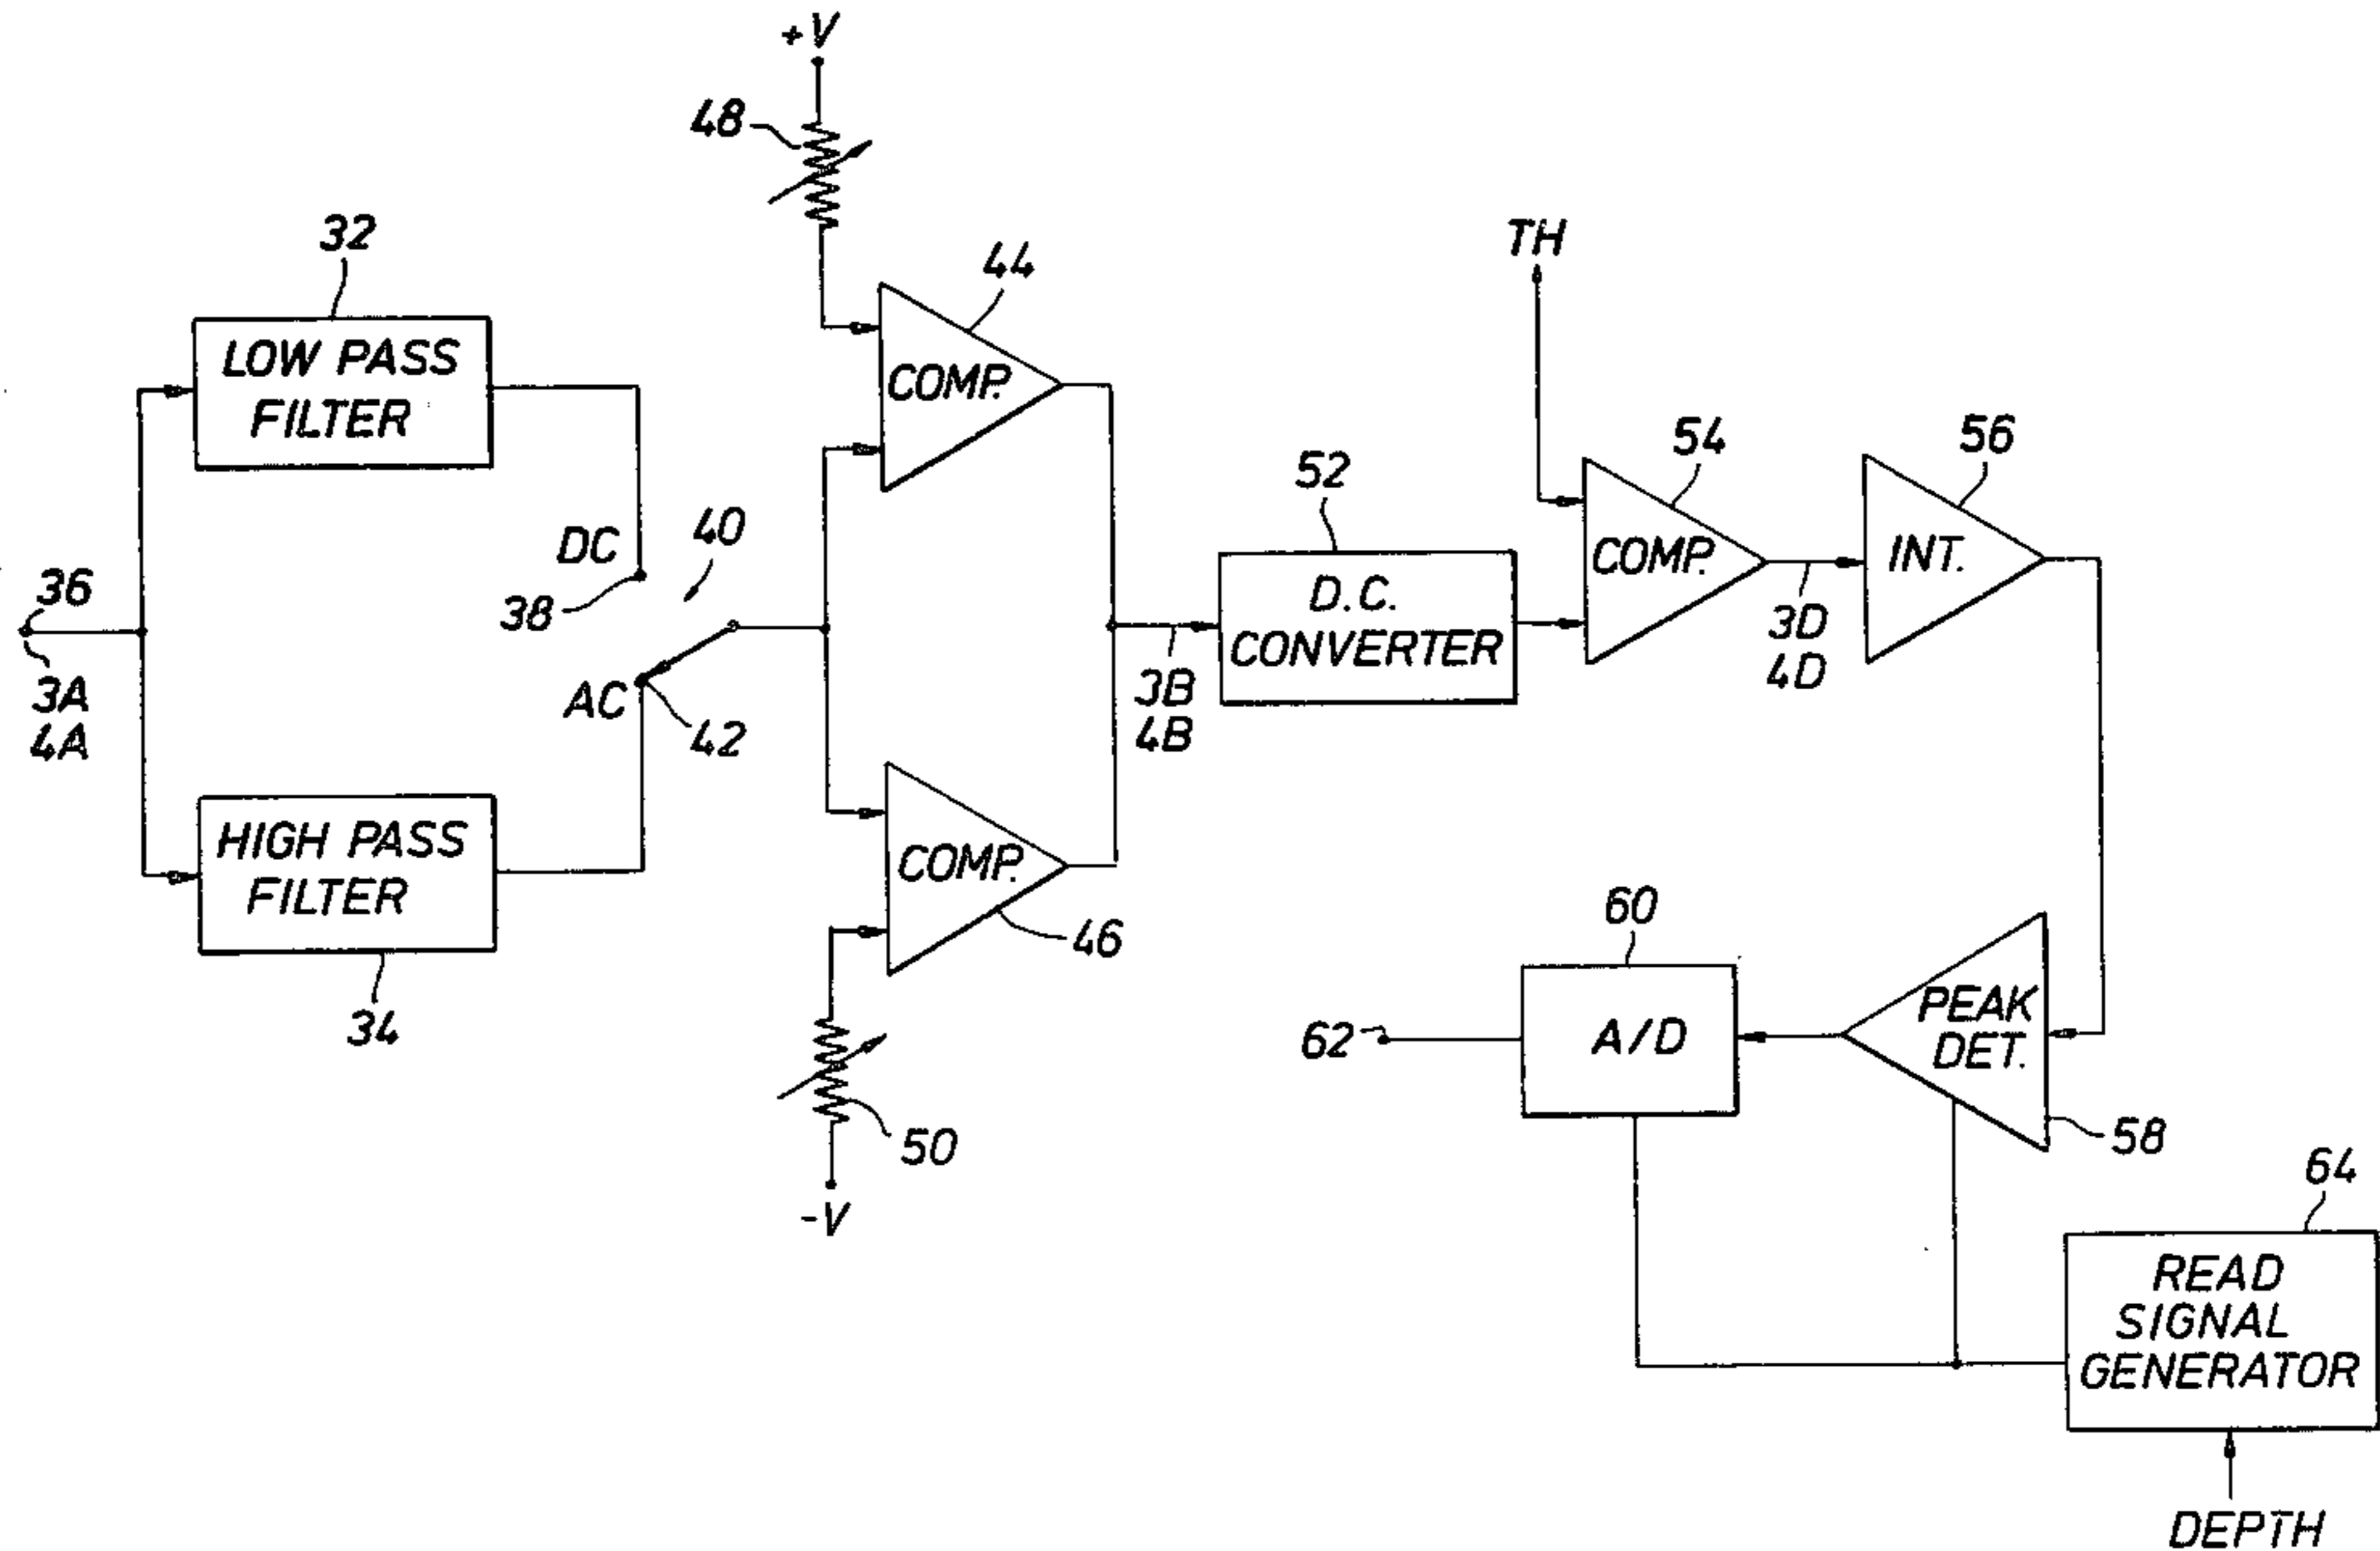 +V
48
32
44
TH
LOW PASS
FILTER
COMP.
54
56
52
DC
40
36
38
D.C.
CONVERTER
COMP.
INT.
3A
4A
AC
42
3B
4B
3D
4D
HIGH PASS
FILTER
COMP.
46
34
60
62
A/D
PEAK
DET.
50
58
-V
64
READ
SIGNAL
GENERATOR
DEPTH